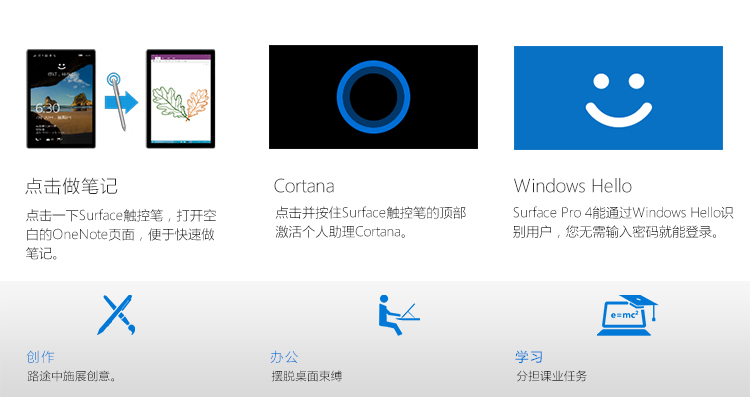 6:30
点击做笔记
点击一下Surface触控笔，打开空
白的OneNote页面，便于快速做
笔记。
Cortana
点击并按住Surface触控笔的顶部
激活个人助理Cortana。
Windows Hello
Surface Pro 4能通过Windows Hello识
别用户，您无需输入密码就能登录。
创作
路途中施展创意。
办公
摆脱桌面束缚
e=mc²
学习
分担课业任务